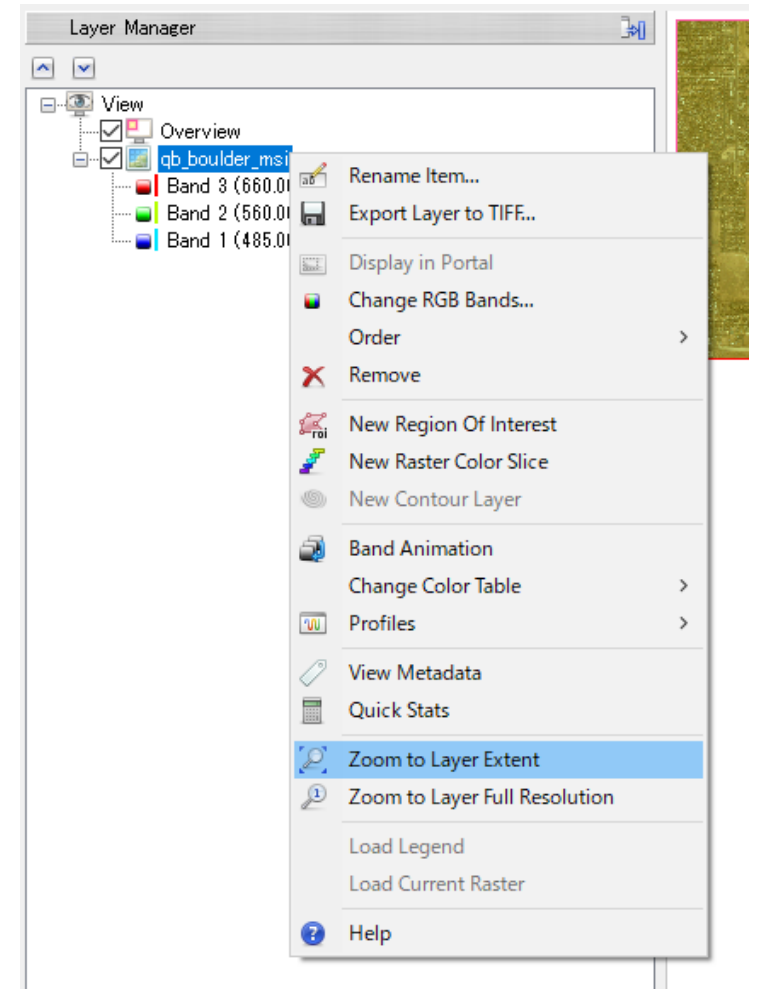 Layer Manager
View
Overview
qb_boulder_msi
Band 3 (660.0
Band 2 (560.0
Band 1 (485.0
Rename Item...
Export Layer to TIFF...
Display in Portal
Change RGB Bands...
Order
Remove
New Region Of Interest
New Raster Color Slice
New Contour Layer
Band Animation
Change Color Table
Profiles
View Metadata
Quick Stats
Zoom to Layer Extent
Zoom to Layer Full Resolution
Load Legend
Load Current Raster
Help